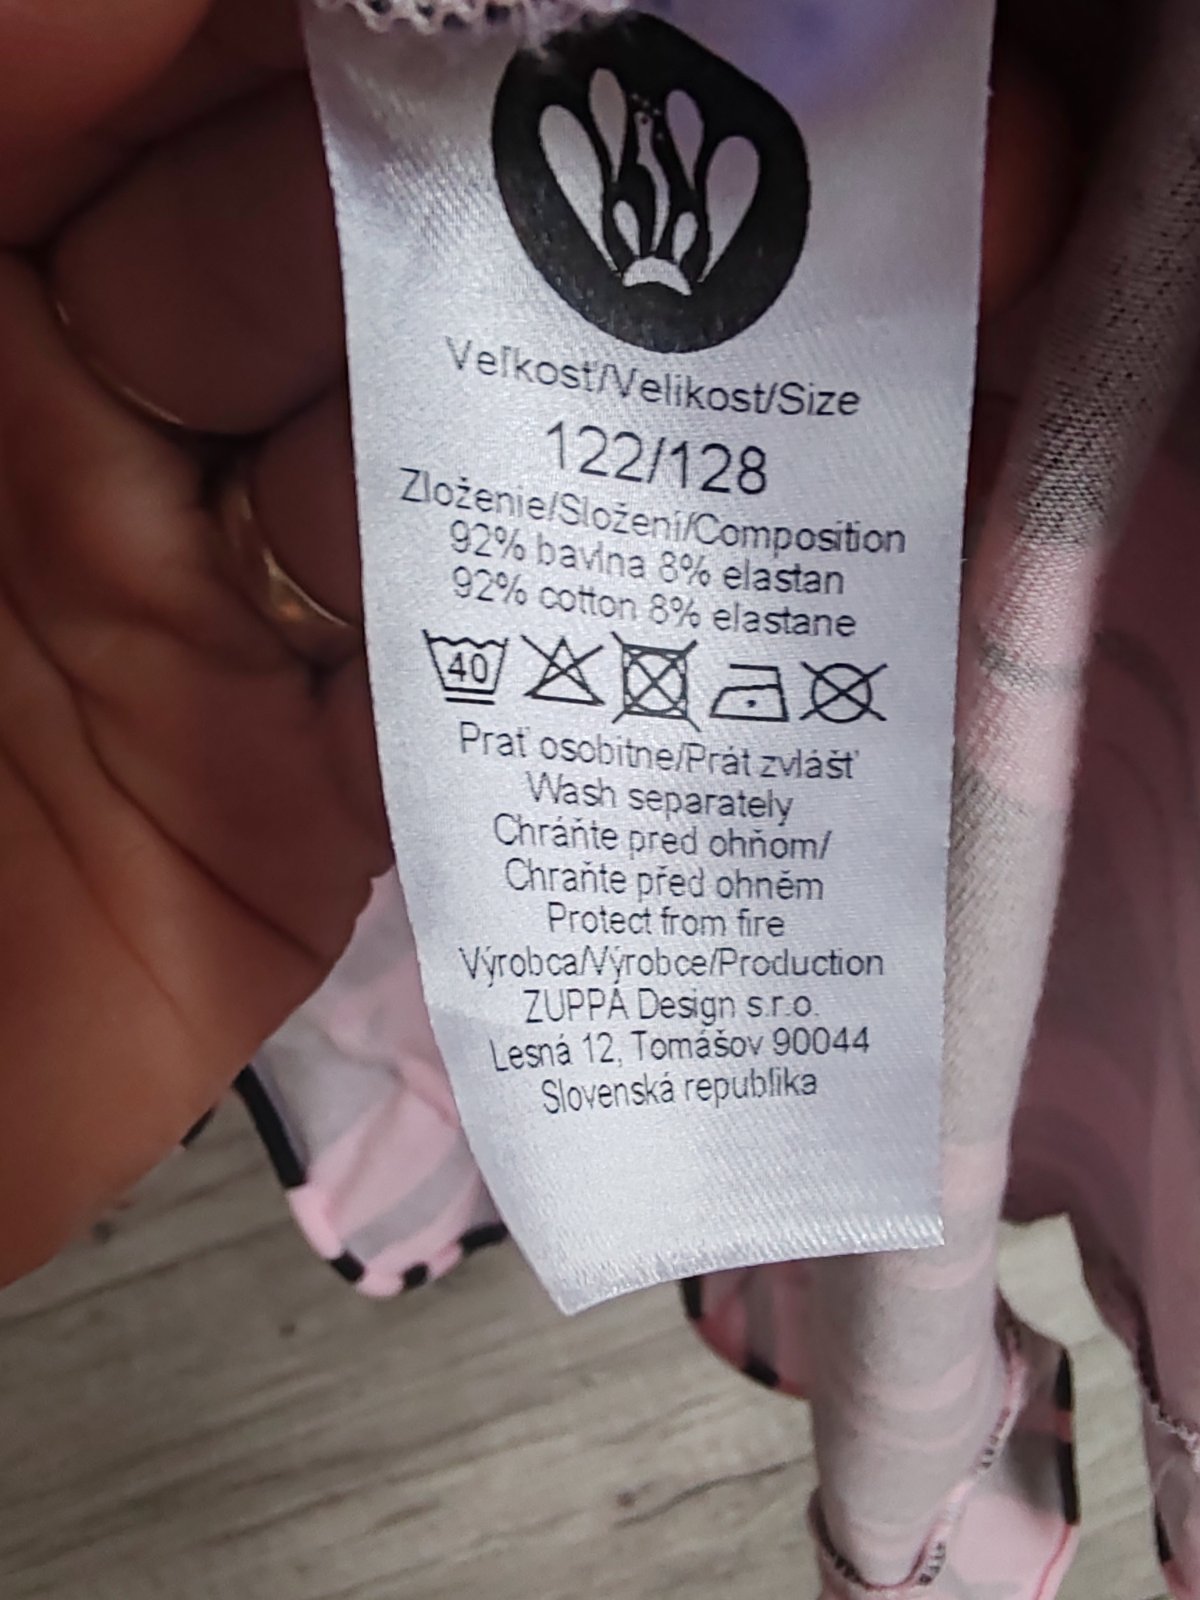 Veľkosť/Velikost/Size
122/128
Zloženie/Složení/Composition
92% bavlna 8% elastan
92% cotton 8% elastane
40
Prať osobitne/Prát zvlášť
Wash separately
Chráňte pred ohňom/
Chraňte před ohněm
Protect from fire
Výrobca/Výrobce/Production
ZUPPA Design s.r.o.
Lesná 12, Tomášov 90044
Slovenská republika